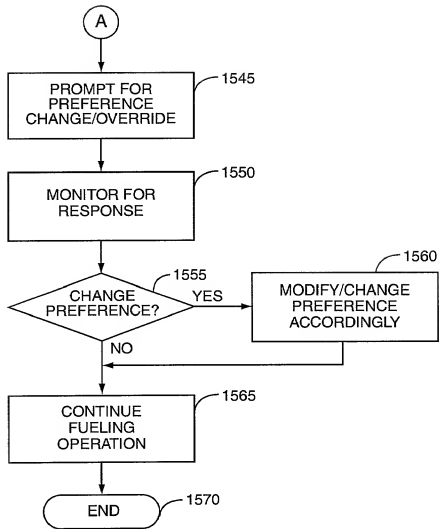 A
PROMPT FOR
PREFERENCE
CHANGE/OVERRIDE
1545
MONITOR FOR
RESPONSE
1550
CHANGE
PREFERENCE?
1555
YES
MODIFY/CHANGE
PREFERENCE
ACCORDINGLY
1560
NO
CONTINUE
FUELING
OPERATION
1565
END
1570